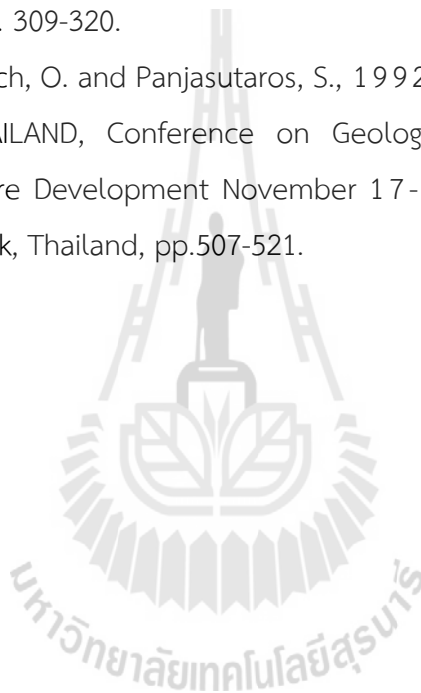 . 309-320.
ch, O. and Panjasutaros, S., 1992
AILAND, Conference on Geolog
re Development November 17-
k, Thailand, pp.507-521.
มหาวิทยาลัยเทคโนโลยีสุรนารี